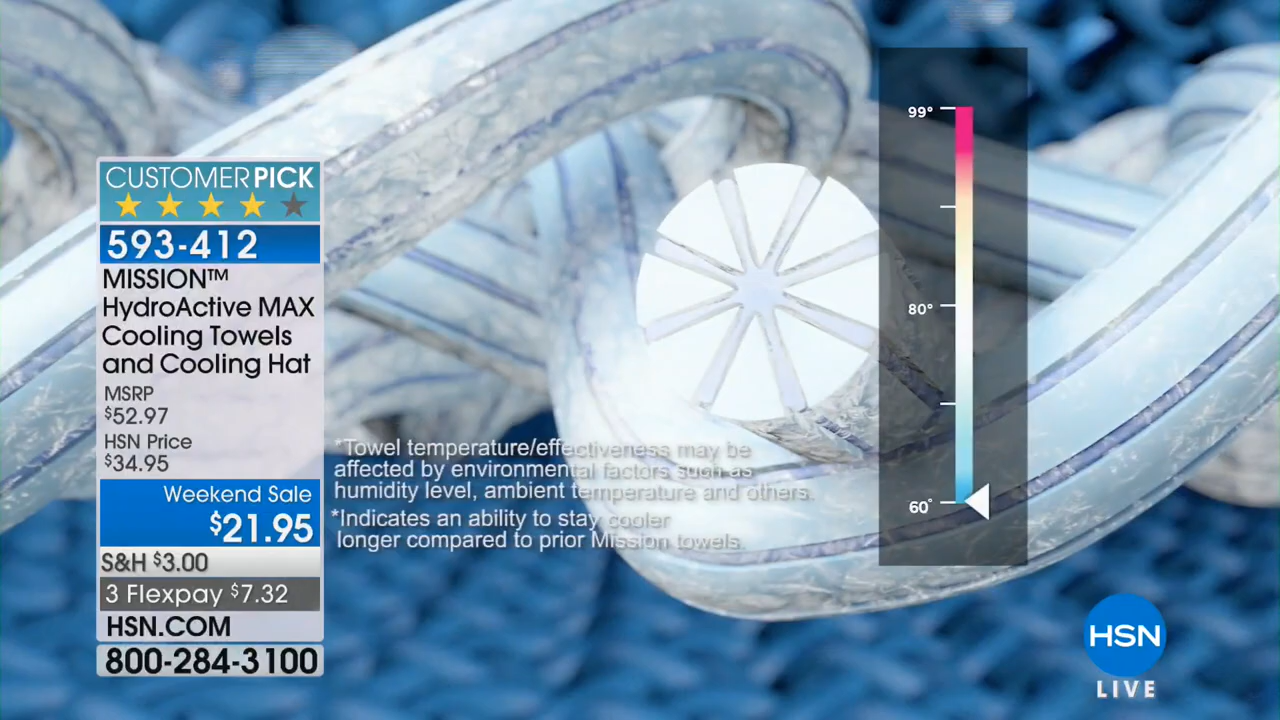 CUSTOMER PICK
593-412
MISSION™
HydroActive MAX
Cooling Towels
and Cooling Hat
MSRP
$52.97
HSN Price
$34.95
Weekend Sale
$21.95
S&H $3.00
3 Flexpay $7.32
HSN.COM
800-284-3100
*Towel temperature/effectiveness may be
affected by environmental factors such as
humidity level, ambient temperature and others.
*Indicates an ability to stay cooler
longer compared to prior Mission towels.
99°
80°
60°
HSN
LIVE